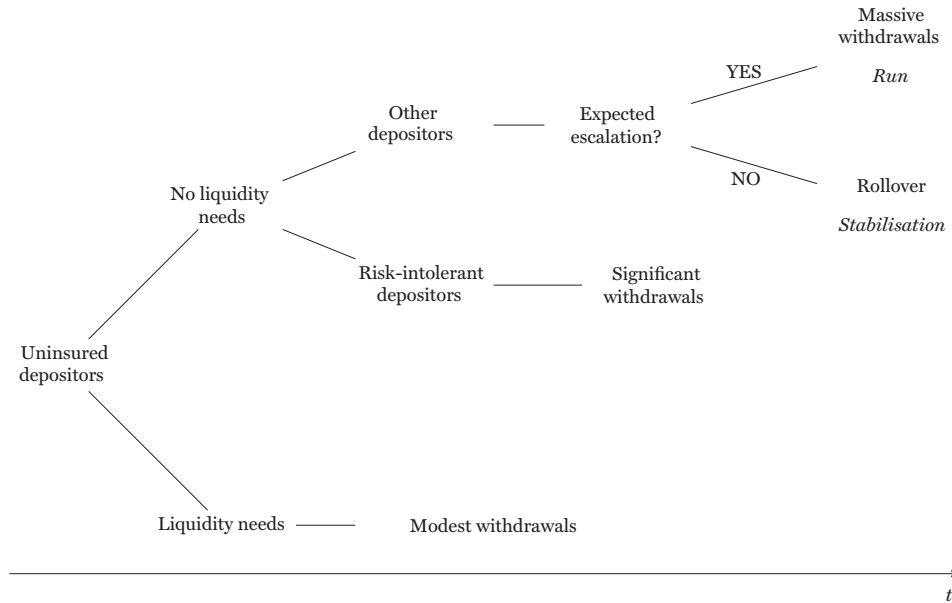 Massive
withdrawals
YES
Run
Other
depositors
Expected
escalation?
NO
Rollover
No liquidity
needs
Stabilisation
Risk-intolerant
depositors
Significant
withdrawals
Uninsured
depositors
Liquidity needs
Modest withdrawals
t